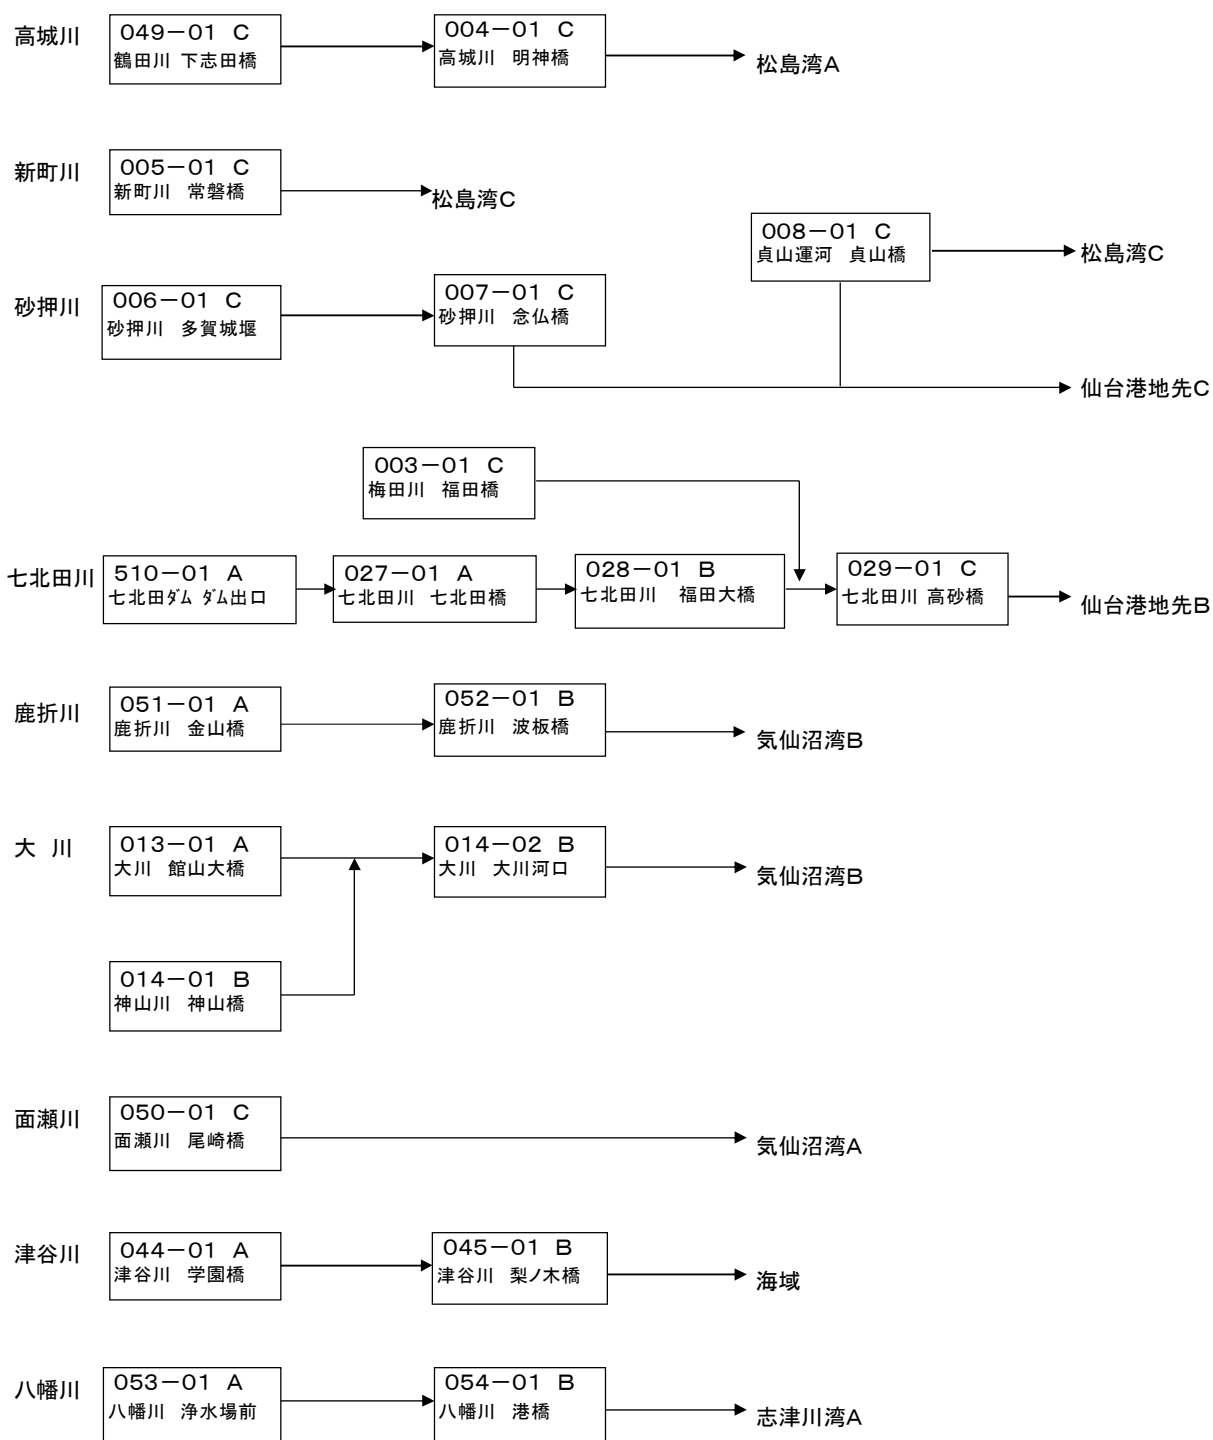 高城川
049－01 C
鶴田川 下志田橋
004－01 C
高城川 明神橋
松島湾A
新町川
005－01 C
新町川 常磐橋
松島湾C
008－01 C
貞山運河 貞山橋
松島湾C
砂押川
006－01 C
砂押川 多賀城堰
007－01 C
砂押川 念仏橋
仙台港地先C
003－01 C
梅田川 福田橋
七北田川
510－01 A
七北田ﾀﾞﾑ ﾀﾞﾑ出口
027－01 A
七北田川 七北田橋
028－01 B
七北田川 福田大橋
029－01 C
七北田川 高砂橋
仙台港地先B
鹿折川
051－01 A
鹿折川 金山橋
052－01 B
鹿折川 波板橋
気仙沼湾B
大 川
013－01 A
大川 館山大橋
014－02 B
大川 大川河口
気仙沼湾B
014－01 B
神山川 神山橋
面瀬川
050－01 C
面瀬川 尾崎橋
気仙沼湾A
津谷川
044－01 A
津谷川 学園橋
045－01 B
津谷川 梨ノ木橋
海域
八幡川
053－01 A
八幡川 浄水場前
054－01 B
八幡川 港橋
志津川湾A